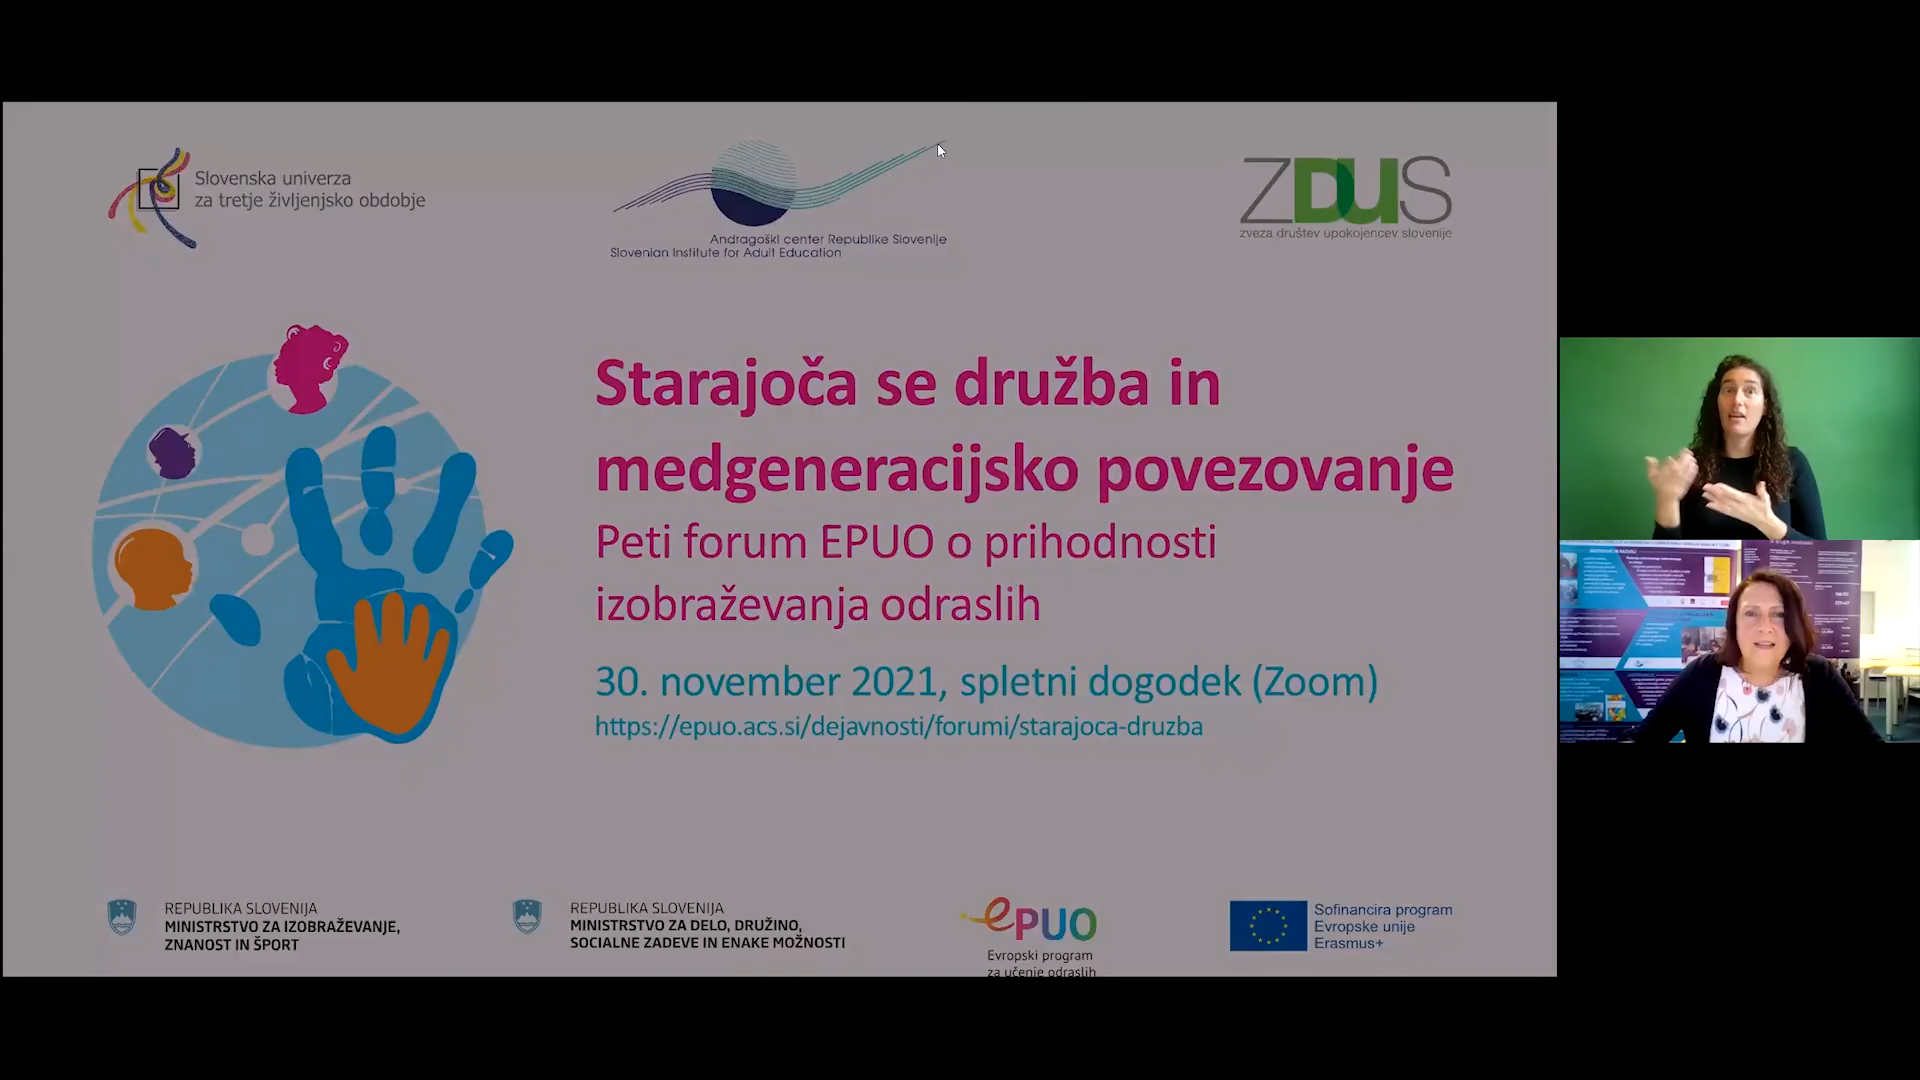 Slovenska univerza
za tretje življenjsko obdobje
Andragoški center Republike Slovenije
Slovenian Institute for Adult Education
ZDUS
zveza društev upokojencev slovenije
Starajoča se družba in
medgeneracijsko povezovanje
Peti forum EPUO o prihodnosti
izobraževanja odraslih
30. november 2021, spletni dogodek (Zoom)
https://epuo.acs.si/dejavnosti/forumi/starajoca-druzba
REPUBLIKA SLOVENIJA
MINISTRSTVO ZA IZOBRAŽEVANJE,
ZNANOST IN ŠPORT
REPUBLIKA SLOVENIJA
MINISTRSTVO ZA DELO, DRUŽINO,
SOCIALNE ZADEVE IN ENAKE MOŽNOSTI
ePUO
Evropski program
za učenje odraslih
Sofinancira program
Evropske unije
Erasmus+